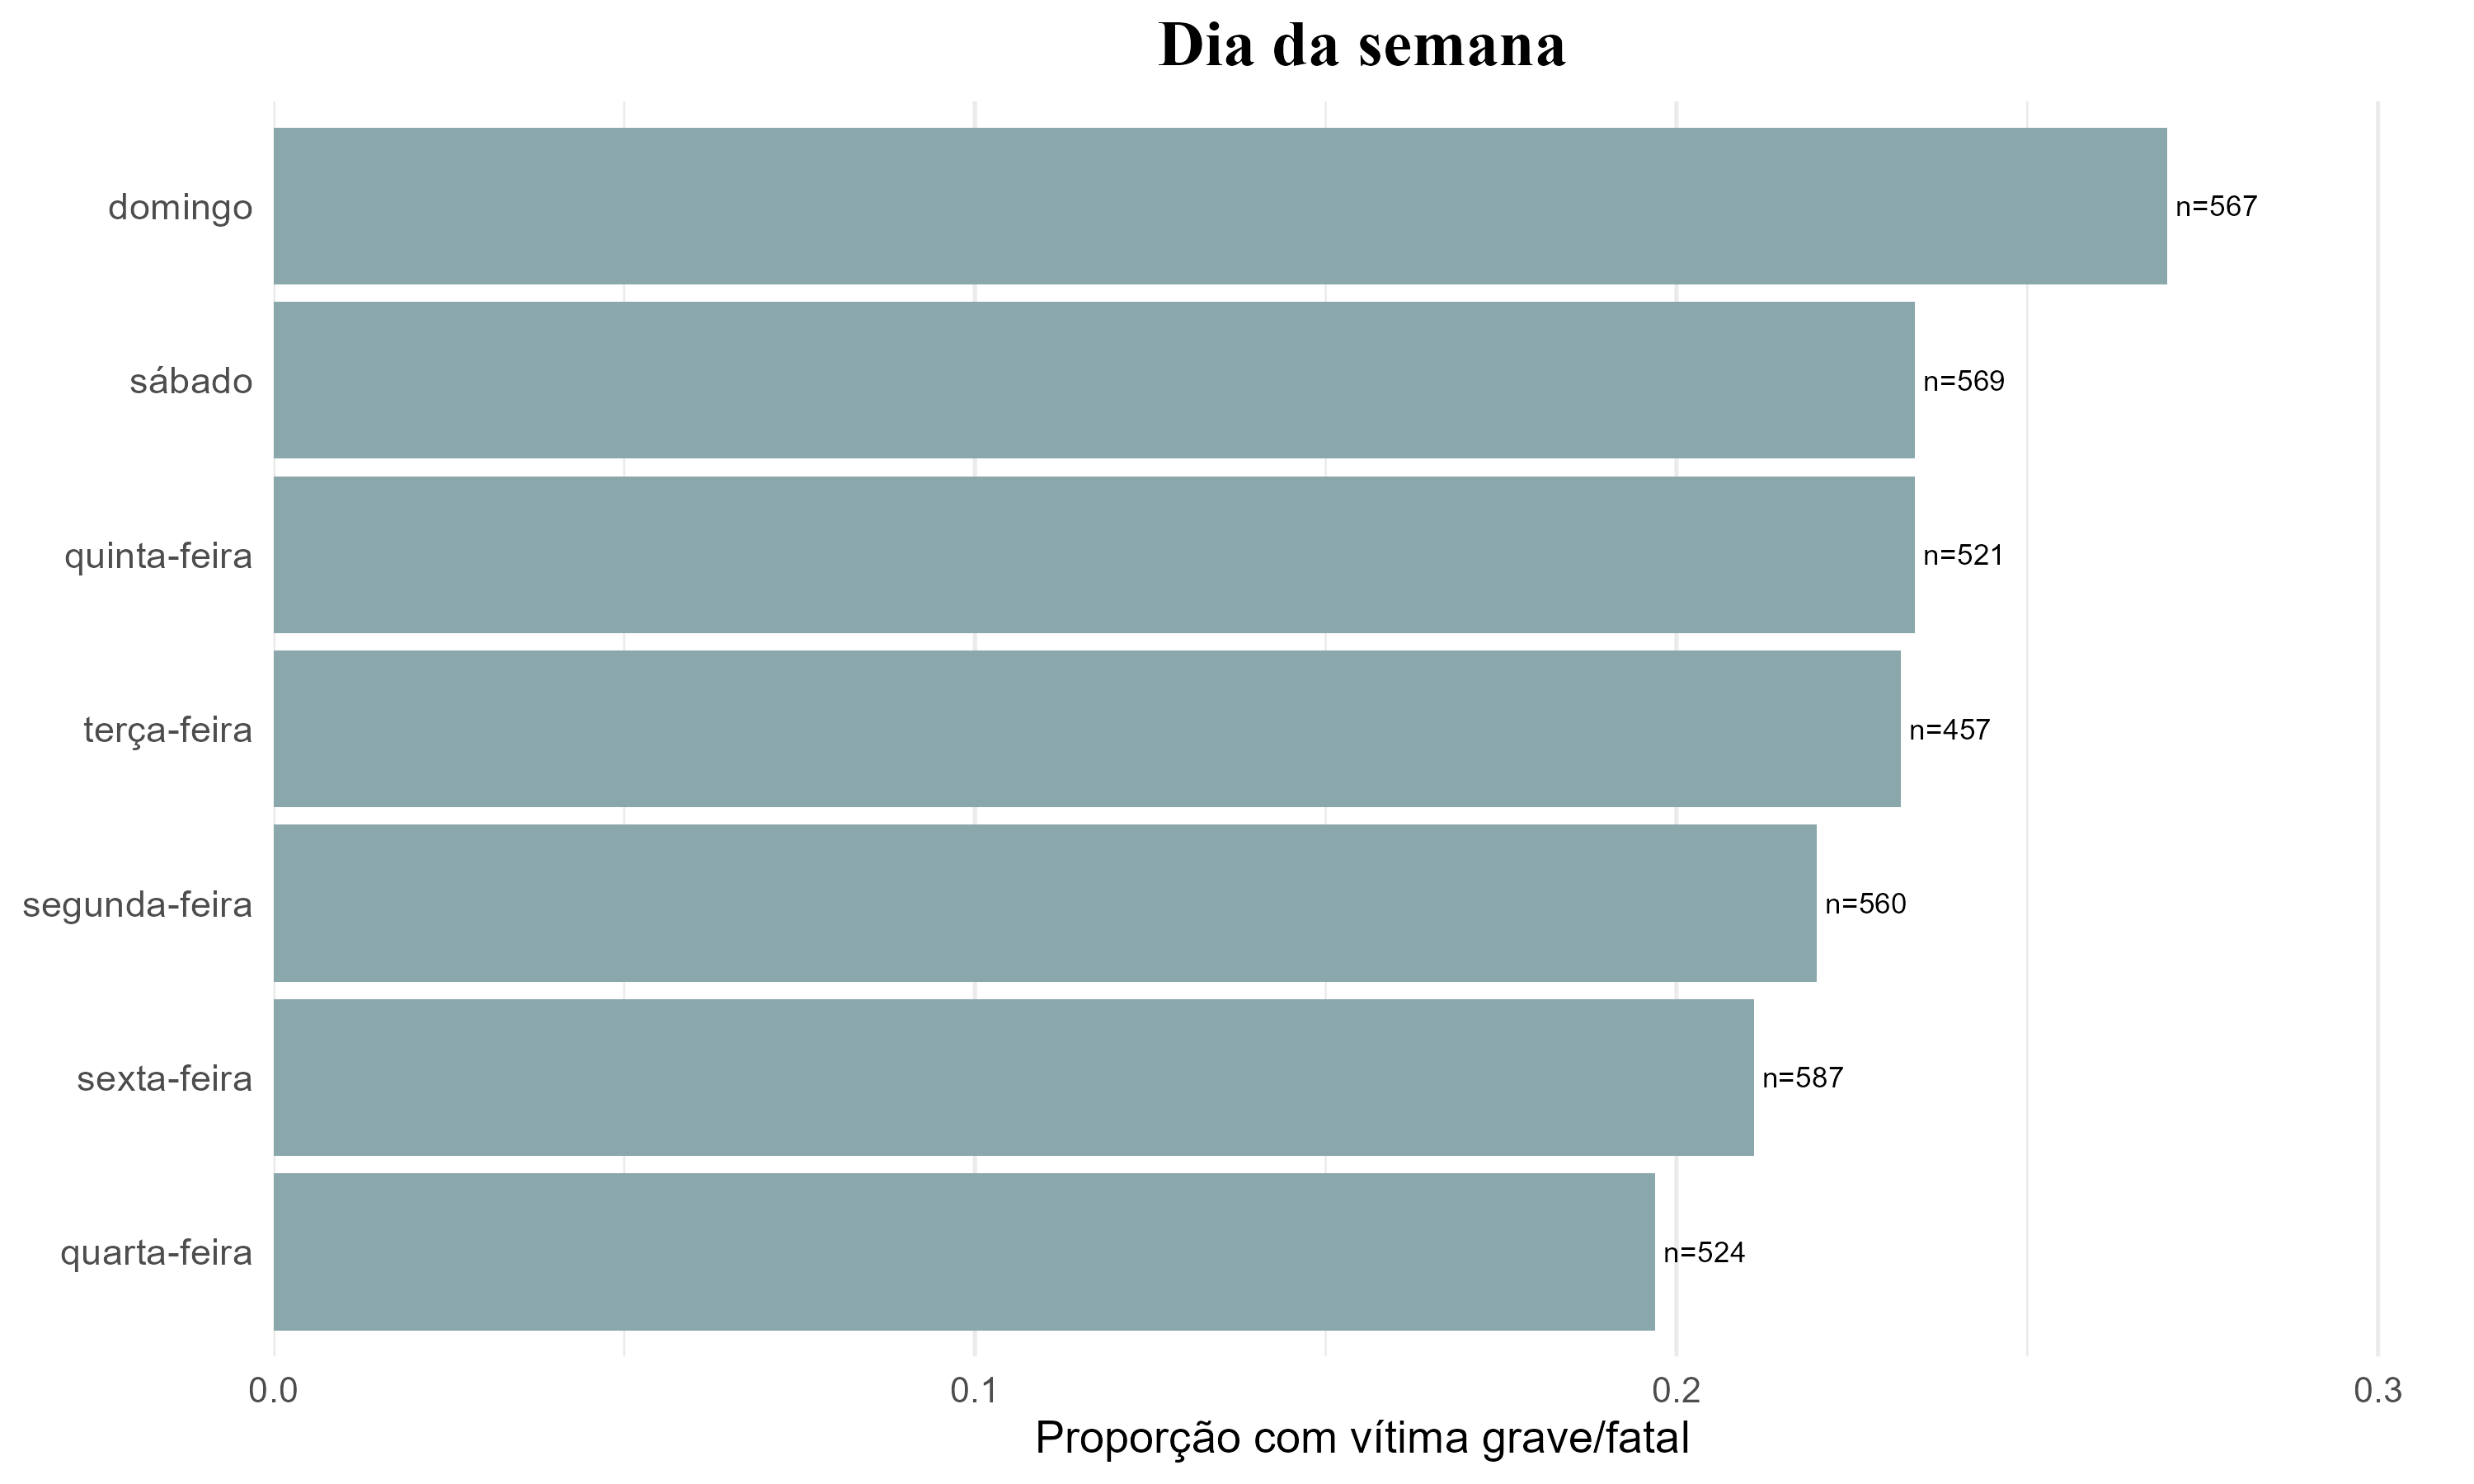 Dia da semana
domingo n=567
sábado n=569
quinta-feira n=521
terça-feira n=457
segunda-feira n=560
sexta-feira n=587
quarta-feira n=524
0.0 0.1 0.2 0.3
Proporção com vítima grave/fatal